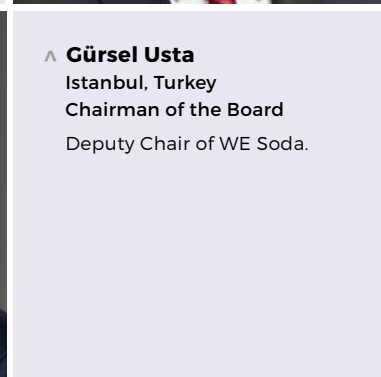 ^ Gürsel Usta
Istanbul, Turkey
Chairman of the Board
Deputy Chair of WE Soda.